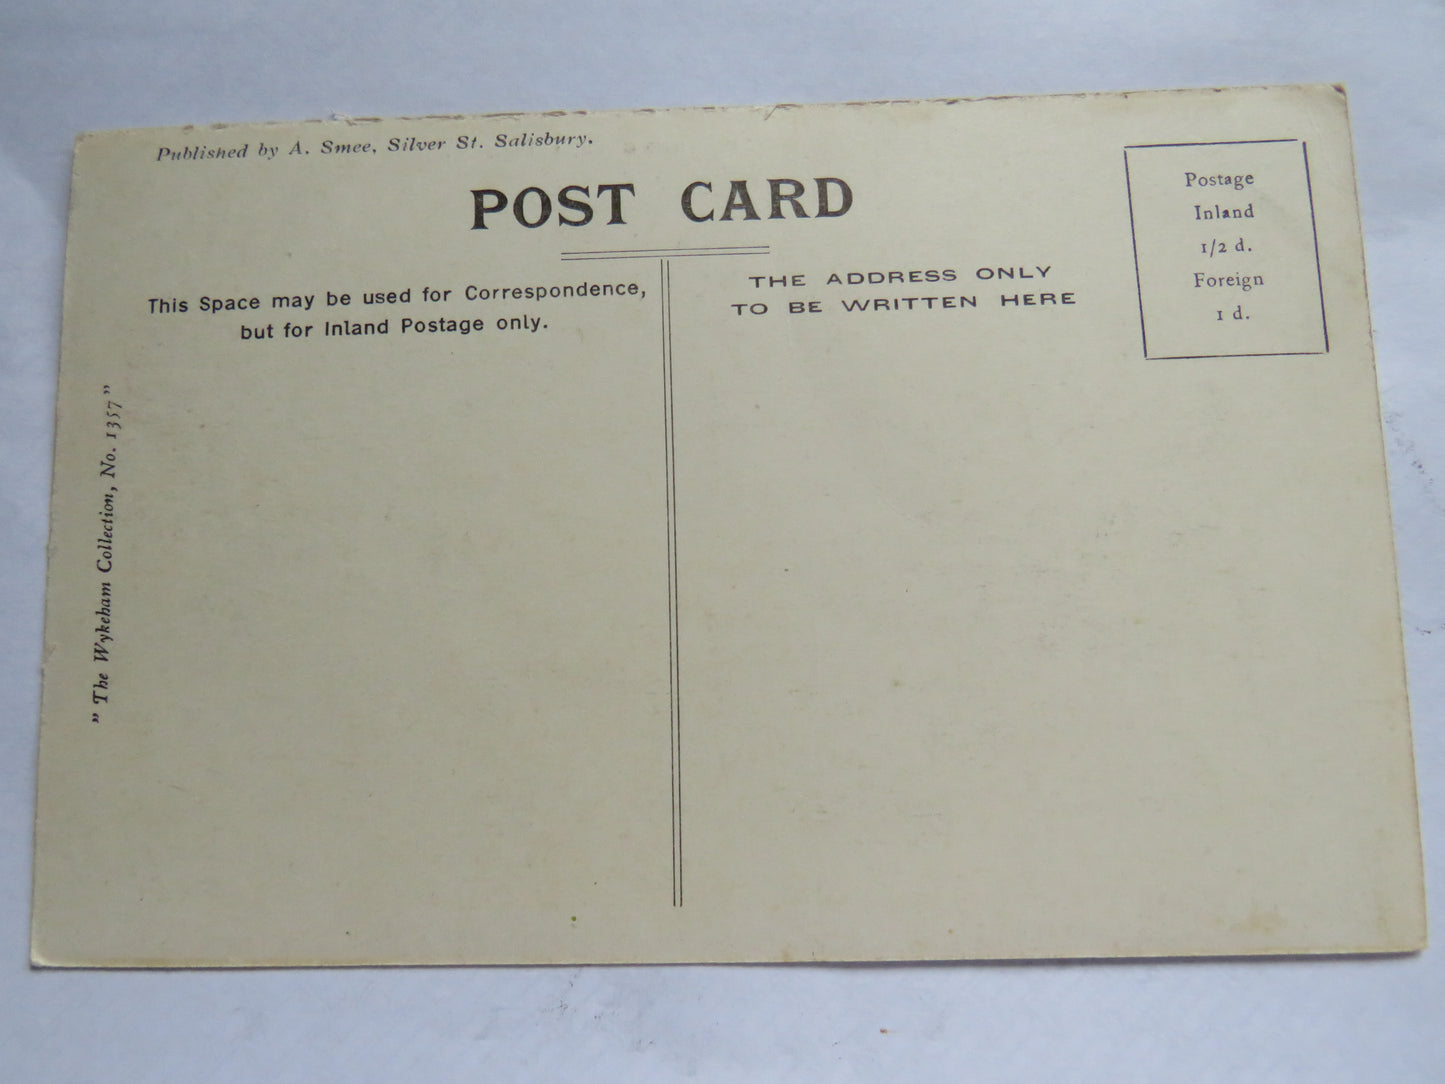 Published by A. Smee, Silver St. Salisbury.
POST CARD
This Space may be used for Correspondence,
but for Inland Postage only.
THE ADDRESS ONLY
TO BE WRITTEN HERE
Postage
Inland
1/2 d.
Foreign
1 d.
" The Wykeham Collection, No. 1357 "